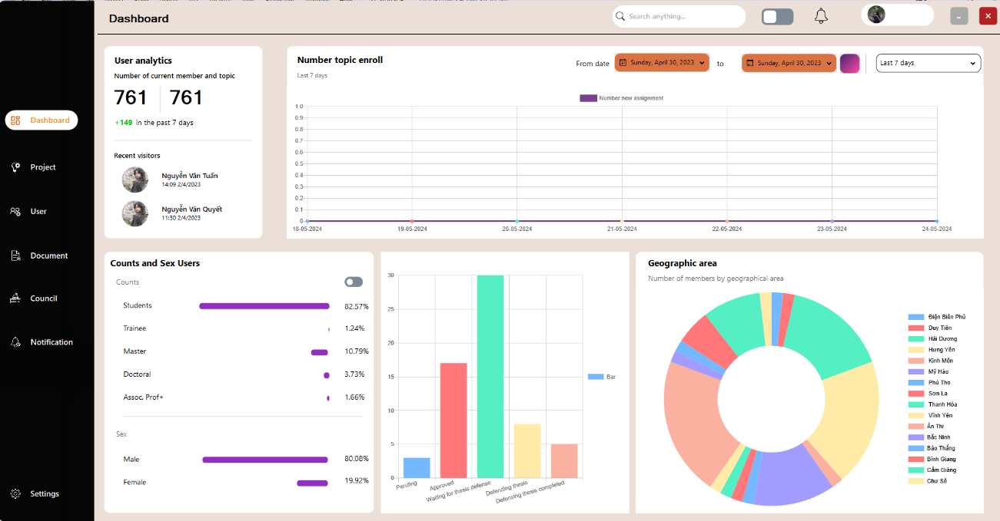 Dashboard
Search anything...
Dashboard
Project
User
Document
Council
Notification
Settings
User analytics
Number of current member and topic
761 761
+149 in the past 7 days
Recent visitors
Nguyễn Văn Tuấn
14:09 2/4/2023
Nguyễn Văn Quyết
11:30 2/4/2023
Number topic enroll
Last 7 days
From date
Sunday, April 30, 2023
to
Sunday, April 30, 2023
Last 7 days
Number new assignment
1.0
0.9
0.8
0.7
0.6
0.5
0.4
0.3
0.2
0.1
0
18-05-2024 19-05-2024 20-05-2024 21-05-2024 22-05-2024 23-05-2024 24-05-2024
Counts and Sex Users
Counts
Students 82.57%
Trainee 1.24%
Master 10.79%
Doctoral 3.73%
Assoc. Prof+ 1.66%
Sex
Male 80.08%
Female 19.92%
30
25
20
15
10
5
0
Pending
Approved
Waiting for thesis defense
Defending thesis
Defensing thesis completed
Bar
Geographic area
Number of members by geographical area
Điện Biên Phủ
Duy Tiên
Hải Dương
Hưng Yên
Kinh Môn
Mỹ Hào
Phú Thọ
Sơn La
Thanh Hóa
Vĩnh Yên
Ân Thi
Bắc Ninh
Bảo Thắng
Bình Giang
Cẩm Giàng
Chư Sê